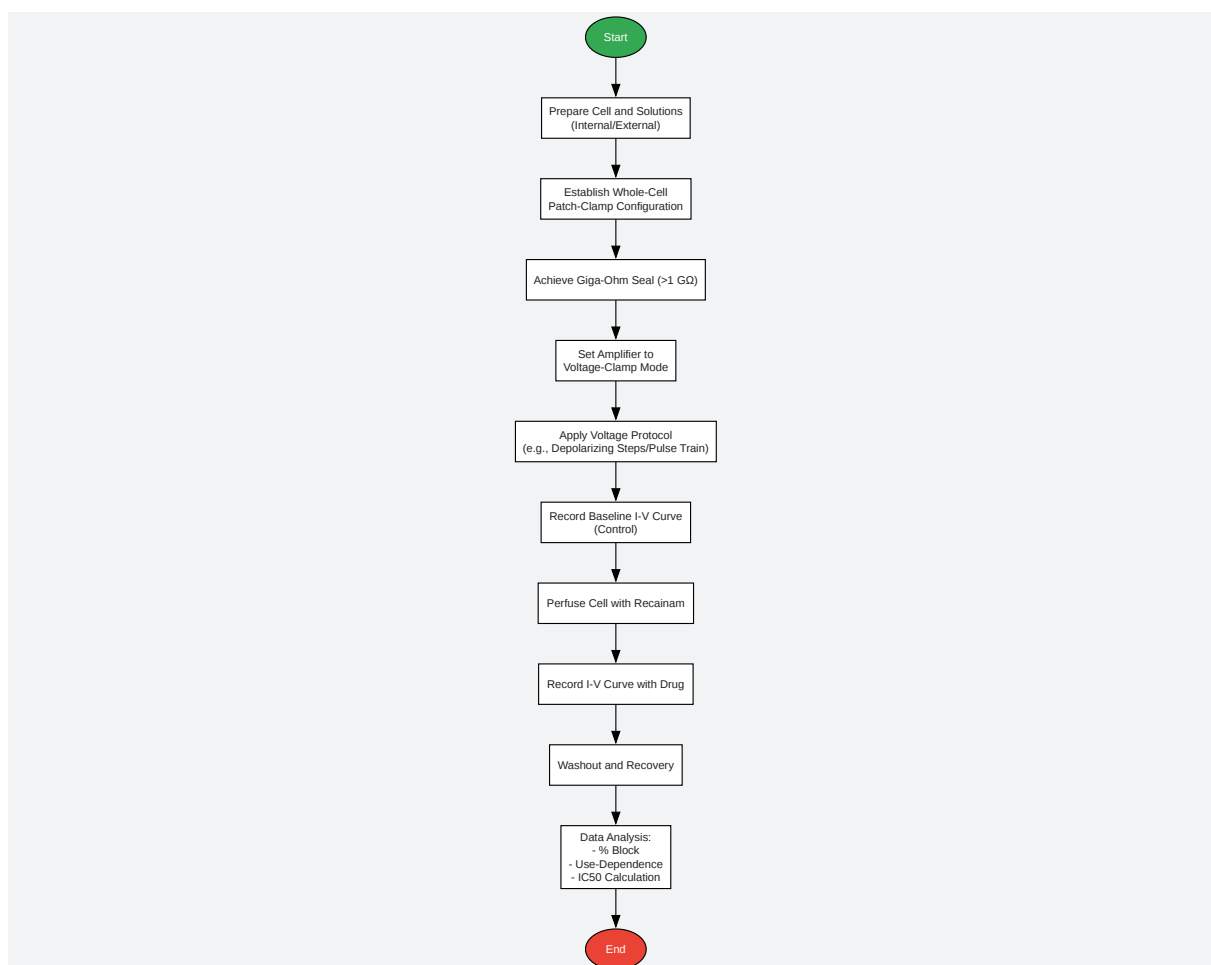 Start
Prepare Cell and Solutions
(Internal/External)
Establish Whole-Cell
Patch-Clamp Configuration
Achieve Giga-Ohm Seal (>1 GΩ)
Set Amplifier to
Voltage-Clamp Mode
Apply Voltage Protocol
(e.g., Depolarizing Steps/Pulse Train)
Record Baseline I-V Curve
(Control)
Perfuse Cell with Recainam
Record I-V Curve with Drug
Washout and Recovery
Data Analysis:
- % Block
- Use-Dependence
- IC50 Calculation
End